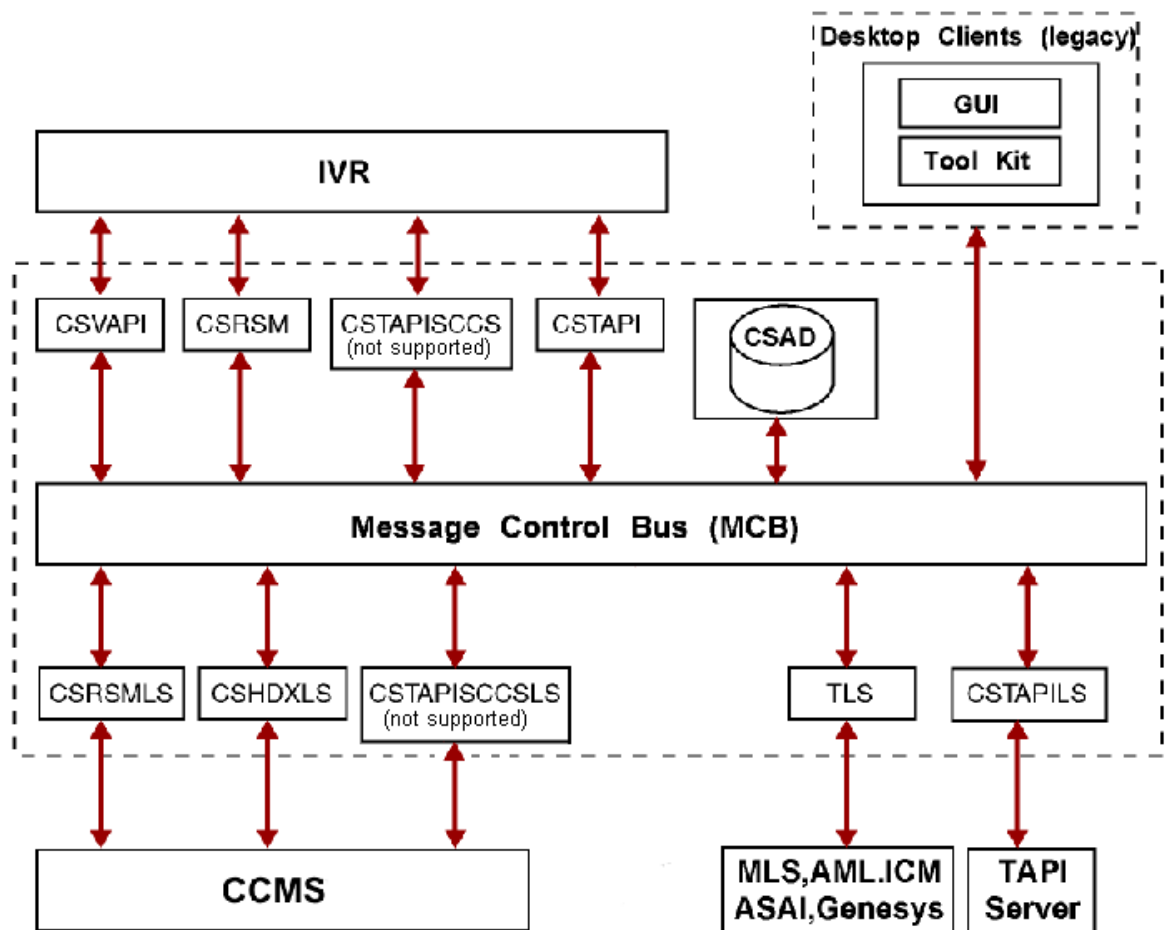 Desktop Clients (legacy)
GUI
Tool Kit
IVR
CSVAPI
CSRSM
CSTAPISCCS
(not supported)
CSTAPI
CSAD
Message Control Bus (MCB)
CSRSMLS
CSHDXLS
CSTAPISCCSLS
(not supported)
TLS
CSTAPILS
CCMS
MLS,AML.ICM
ASAI,Genesys
TAPI
Server